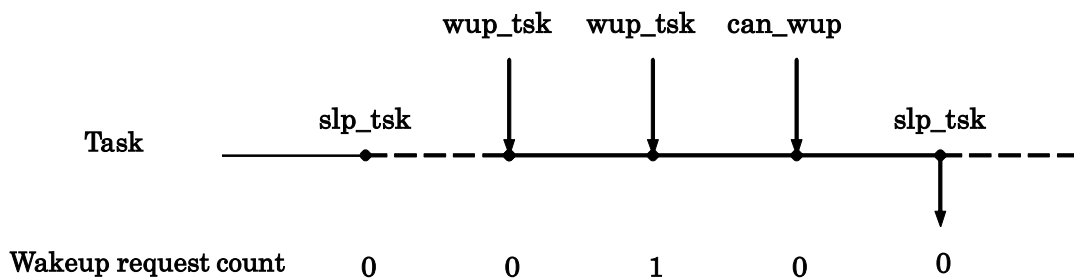 wup_tsk wup_tsk can_wup
slp_tsk slp_tsk
Task
Wakeup request count 0 0 1 0 0